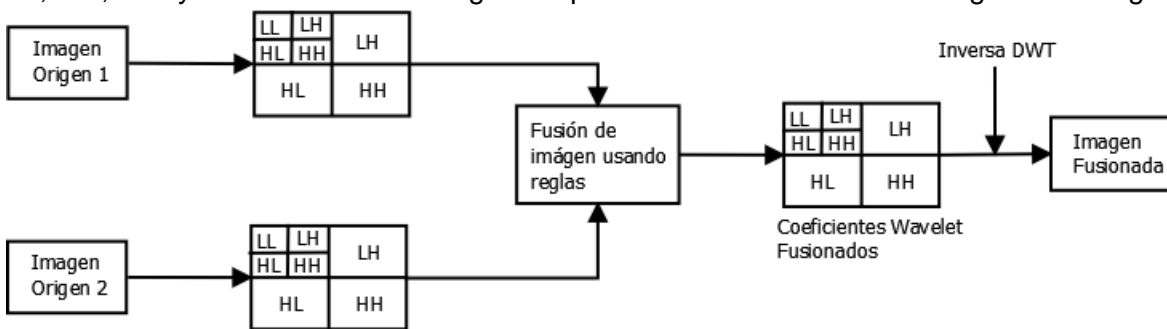 Imagen
Origen 1
LL LH
HL HH
LH
HL
HH
Fusión de
imágen usando
reglas
Inversa DWT
LL LH
HL HH
LH
HL
HH
Coeficientes Wavelet
Fusionados
Imagen
Fusionada
Imagen
Origen 2
LL LH
HL HH
LH
HL
HH